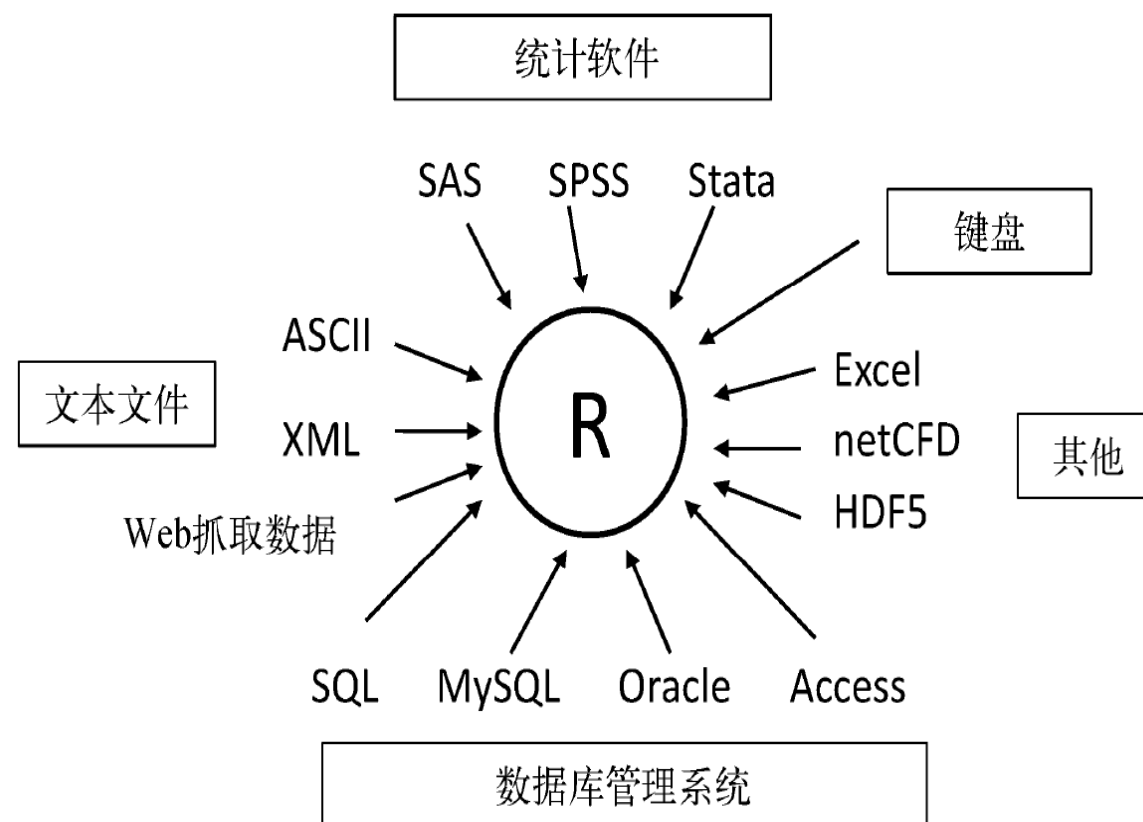 统计软件
SAS SPSS Stata
键盘
ASCII
Excel
文本文件
R
XML
netCFD
其他
HDF5
Web抓取数据
SQL MySQL Oracle Access
数据库管理系统